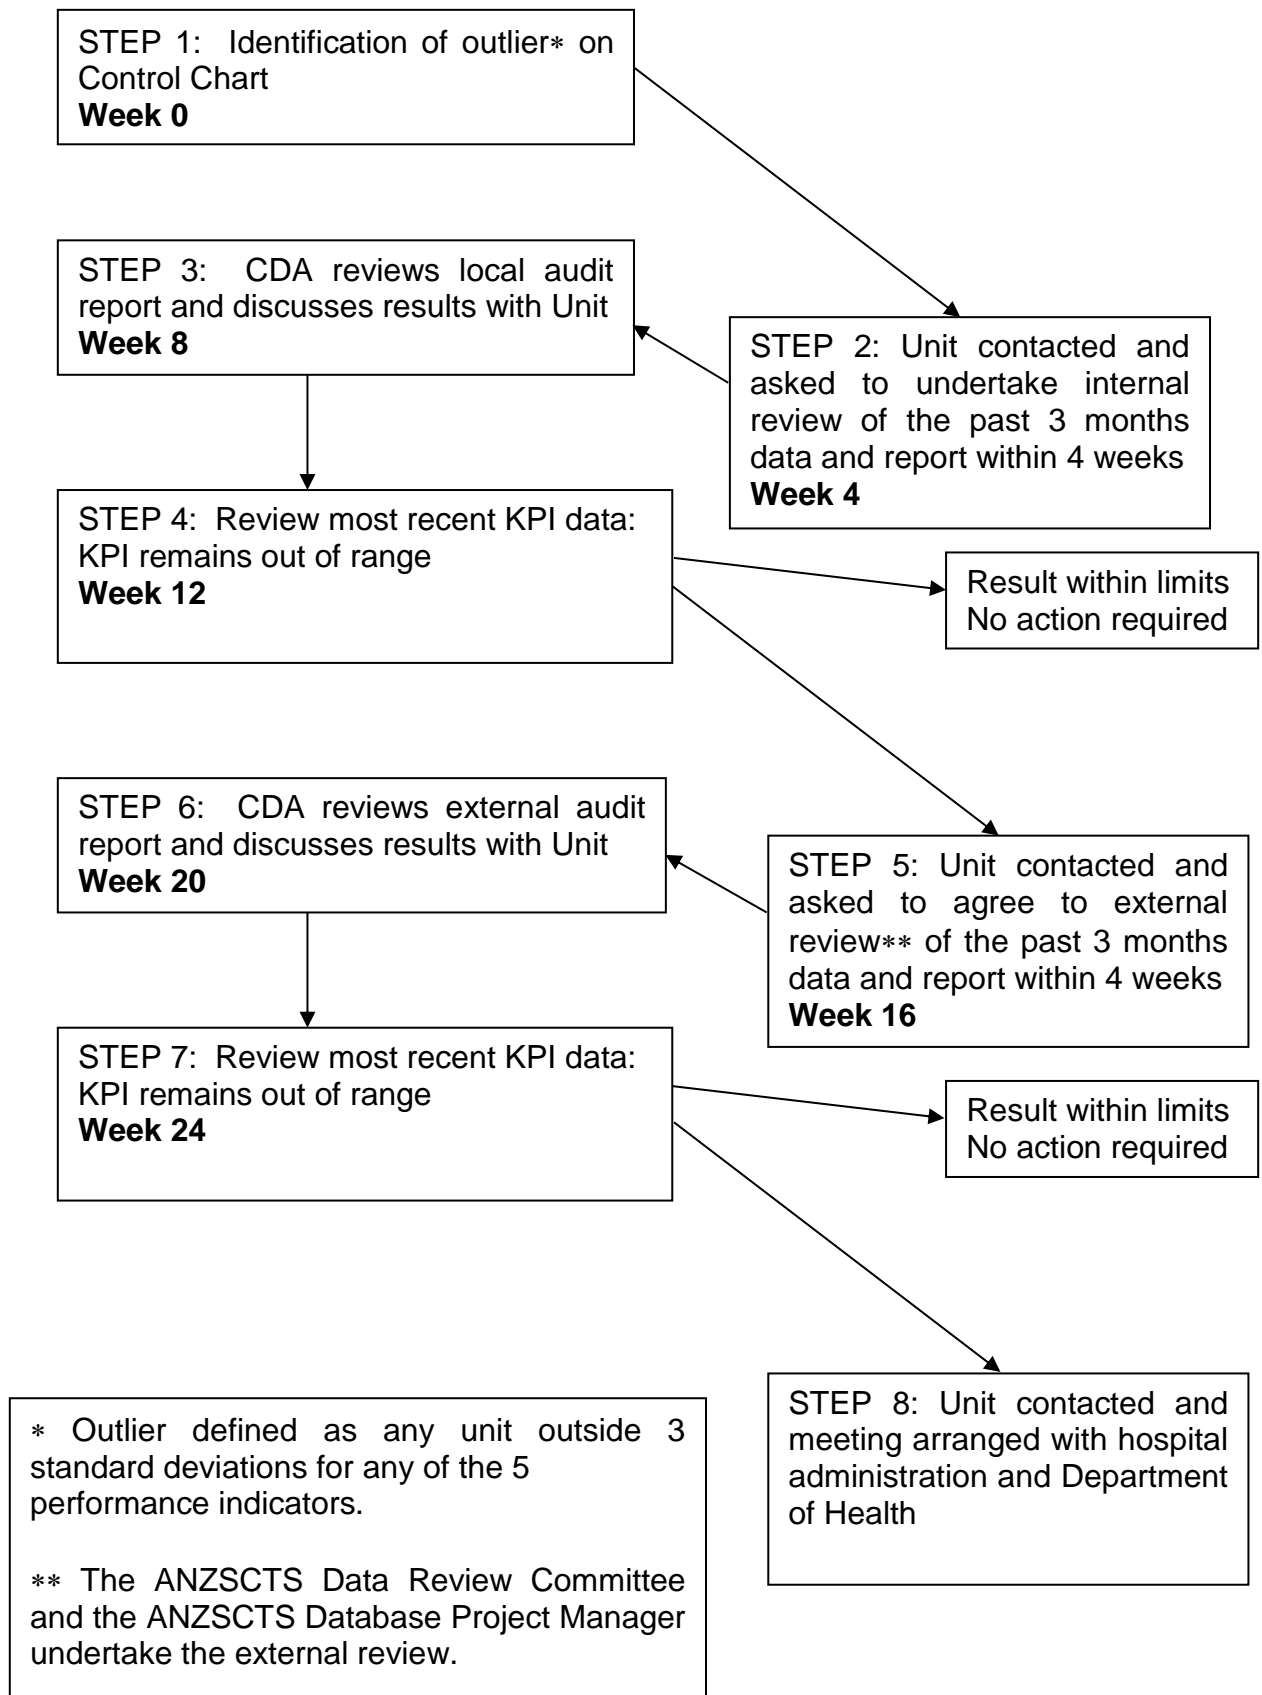 STEP 1: Identification of outlier* on
Control Chart
Week 0
STEP 2: Unit contacted and
asked to undertake internal
review of the past 3 months
data and report within 4 weeks
Week 4
STEP 3: CDA reviews local audit
report and discusses results with Unit
Week 8
STEP 4: Review most recent KPI data:
KPI remains out of range
Week 12
Result within limits
No action required
STEP 5: Unit contacted and
asked to agree to external
review** of the past 3 months
data and report within 4 weeks
Week 16
STEP 6: CDA reviews external audit
report and discusses results with Unit
Week 20
STEP 7: Review most recent KPI data:
KPI remains out of range
Week 24
Result within limits
No action required
STEP 8: Unit contacted and
meeting arranged with hospital
administration and Department
of Health
* Outlier defined as any unit outside 3
standard deviations for any of the 5
performance indicators.
** The ANZSCTS Data Review Committee
and the ANZSCTS Database Project Manager
undertake the external review.